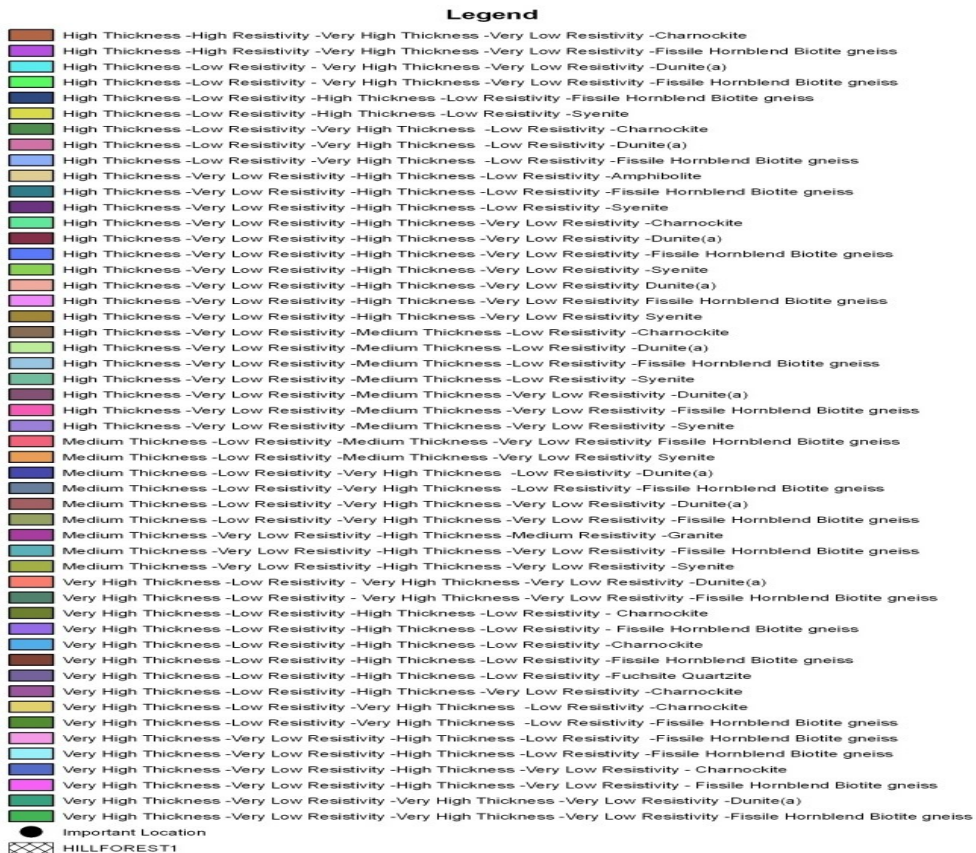 Legend
High Thickness -High Resistivity -Very High Thickness -Very Low Resistivity -Charnockite
High Thickness -High Resistivity -Very High Thickness -Very Low Resistivity -Fissile Hornblend Biotite gneiss
High Thickness -Low Resistivity - Very High Thickness -Very Low Resistivity -Dunite(a)
High Thickness -Low Resistivity - Very High Thickness -Very Low Resistivity -Fissile Hornblend Biotite gneiss
High Thickness -Low Resistivity -High Thickness -Low Resistivity -Fissile Hornblend Biotite gneiss
High Thickness -Low Resistivity -High Thickness -Low Resistivity -Syenite
High Thickness -Low Resistivity -Very High Thickness -Low Resistivity -Charnockite
High Thickness -Low Resistivity -Very High Thickness -Low Resistivity -Dunite(a)
High Thickness -Low Resistivity -Very High Thickness -Low Resistivity -Fissile Hornblend Biotite gneiss
High Thickness -Very Low Resistivity -High Thickness -Low Resistivity -Amphibolite
High Thickness -Very Low Resistivity -High Thickness -Low Resistivity -Fissile Hornblend Biotite gneiss
High Thickness -Very Low Resistivity -High Thickness -Low Resistivity -Syenite
High Thickness -Very Low Resistivity -High Thickness -Very Low Resistivity -Charnockite
High Thickness -Very Low Resistivity -High Thickness -Very Low Resistivity -Dunite(a)
High Thickness -Very Low Resistivity -High Thickness -Very Low Resistivity -Fissile Hornblend Biotite gneiss
High Thickness -Very Low Resistivity -High Thickness -Very Low Resistivity -Syenite
High Thickness -Very Low Resistivity -High Thickness -Very Low Resistivity Dunite(a)
High Thickness -Very Low Resistivity -High Thickness -Very Low Resistivity Fissile Hornblend Biotite gneiss
High Thickness -Very Low Resistivity -High Thickness -Very Low Resistivity Syenite
High Thickness -Very Low Resistivity -Medium Thickness -Low Resistivity -Charnockite
High Thickness -Very Low Resistivity -Medium Thickness -Low Resistivity -Dunite(a)
High Thickness -Very Low Resistivity -Medium Thickness -Low Resistivity -Fissile Hornblend Biotite gneiss
High Thickness -Very Low Resistivity -Medium Thickness -Low Resistivity -Syenite
High Thickness -Very Low Resistivity -Medium Thickness -Very Low Resistivity -Dunite(a)
High Thickness -Very Low Resistivity -Medium Thickness -Very Low Resistivity -Fissile Hornblend Biotite gneiss
High Thickness -Very Low Resistivity -Medium Thickness -Very Low Resistivity -Syenite
Medium Thickness -Low Resistivity -Medium Thickness -Very Low Resistivity Fissile Hornblend Biotite gneiss
Medium Thickness -Low Resistivity -Medium Thickness -Very Low Resistivity Syenite
Medium Thickness -Low Resistivity -Very High Thickness -Low Resistivity -Dunite(a)
Medium Thickness -Low Resistivity -Very High Thickness -Low Resistivity -Fissile Hornblend Biotite gneiss
Medium Thickness -Low Resistivity -Very High Thickness -Very Low Resistivity -Dunite(a)
Medium Thickness -Low Resistivity -Very High Thickness -Very Low Resistivity -Fissile Hornblend Biotite gneiss
Medium Thickness -Very Low Resistivity -High Thickness -Medium Resistivity -Granite
Medium Thickness -Very Low Resistivity -High Thickness -Very Low Resistivity -Fissile Hornblend Biotite gneiss
Medium Thickness -Very Low Resistivity -High Thickness -Very Low Resistivity -Syenite
Very High Thickness -Low Resistivity - Very High Thickness -Very Low Resistivity -Dunite(a)
Very High Thickness -Low Resistivity - Very High Thickness -Very Low Resistivity -Fissile Hornblend Biotite gneiss
Very High Thickness -Low Resistivity -High Thickness -Low Resistivity - Charnockite
Very High Thickness -Low Resistivity -High Thickness -Low Resistivity - Fissile Hornblend Biotite gneiss
Very High Thickness -Low Resistivity -High Thickness -Low Resistivity -Charnockite
Very High Thickness -Low Resistivity -High Thickness -Low Resistivity -Fissile Hornblend Biotite gneiss
Very High Thickness -Low Resistivity -High Thickness -Low Resistivity -Fuchsite Quartzite
Very High Thickness -Low Resistivity -High Thickness -Very Low Resistivity -Charnockite
Very High Thickness -Low Resistivity -Very High Thickness -Low Resistivity -Charnockite
Very High Thickness -Low Resistivity -Very High Thickness -Low Resistivity -Fissile Hornblend Biotite gneiss
Very High Thickness -Very Low Resistivity -High Thickness -Low Resistivity -Fissile Hornblend Biotite gneiss
Very High Thickness -Very Low Resistivity -High Thickness -Low Resistivity -Fissile Hornblend Biotite gneiss
Very High Thickness -Very Low Resistivity -High Thickness -Very Low Resistivity - Charnockite
Very High Thickness -Very Low Resistivity -High Thickness -Very Low Resistivity - Fissile Hornblend Biotite gneiss
Very High Thickness -Very Low Resistivity -Very High Thickness -Very Low Resistivity -Dunite(a)
Very High Thickness -Very Low Resistivity -Very High Thickness -Very Low Resistivity -Fissile Hornblend Biotite gneiss
Important Location
HILLFOREST1